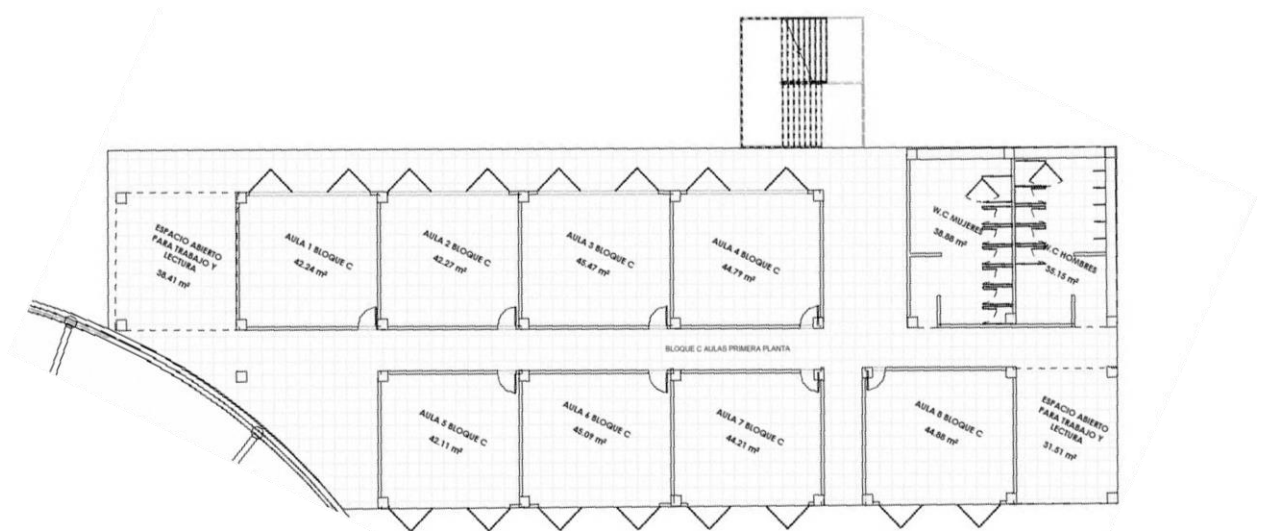 ESPACIO ABIERTO
PARA TRABAJO Y
LECTURA
38.41 m²
AULA 1 BLOQUE C
42.24 m²
AULA 2 BLOQUE C
42.27 m²
AULA 3 BLOQUE C
45.47 m²
AULA 4 BLOQUE C
44.79 m²
W.C MUJERES
38.88 m²
W.C HOMBRES
35.15 m²
BLOQUE C AULAS PRIMERA PLANTA
AULA 5 BLOQUE C
42.11 m²
AULA 6 BLOQUE C
45.09 m²
AULA 7 BLOQUE C
44.21 m²
AULA 8 BLOQUE C
44.88 m²
ESPACIO ABIERTO
PARA TRABAJO Y
LECTURA
31.51 m²